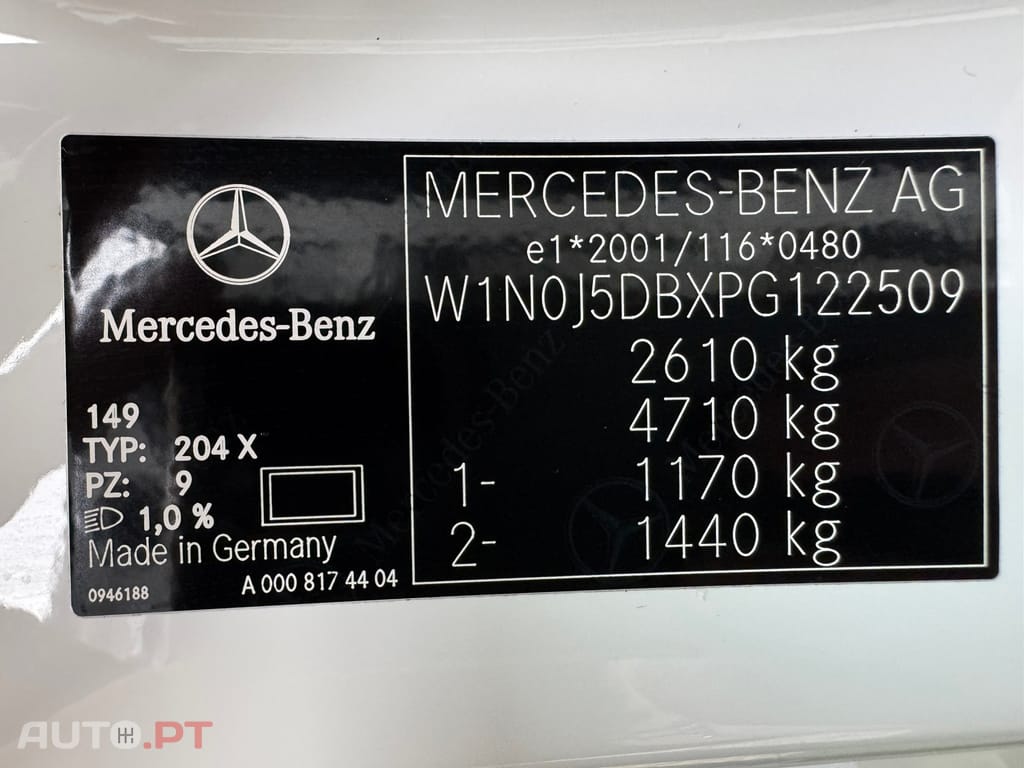 Mercedes-Benz
149
TYP: 204 X
PZ: 9
1,0 %
Made in Germany
0946188
A 000 817 44 04
MERCEDES-BENZ AG
e1*2001/116*0480
W1N0J5DBXPG122509
2610 kg
4710 kg
1- 1170 kg
2- 1440 kg
AUTO.PT